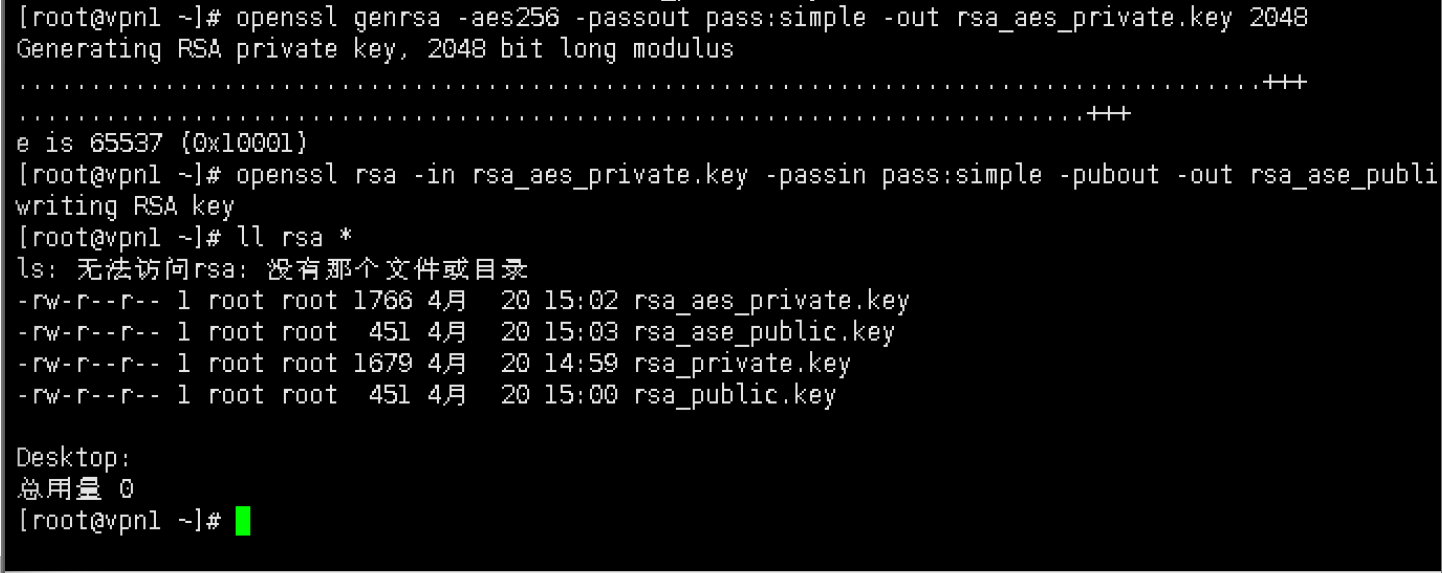 [root@vpn1 ~]# openssl genrsa -aes256 -passout pass:simple -out rsa_aes_private.key 2048
Generating RSA private key, 2048 bit long modulus
.....................................................................................+++
.........................................................................+++
e is 65537 (0x10001)
[root@vpn1 ~]# openssl rsa -in rsa_aes_private.key -passin pass:simple -pubout -out rsa_ase_publi
writing RSA key
[root@vpn1 ~]# ll rsa *
ls: 无法访问rsa: 没有那个文件或目录
-rw-r--r-- 1 root root 1766 4月  20 15:02 rsa_aes_private.key
-rw-r--r-- 1 root root  451 4月  20 15:03 rsa_ase_public.key
-rw-r--r-- 1 root root 1679 4月  20 14:59 rsa_private.key
-rw-r--r-- 1 root root  451 4月  20 15:00 rsa_public.key
Desktop:
总用量 0
[root@vpn1 ~]#